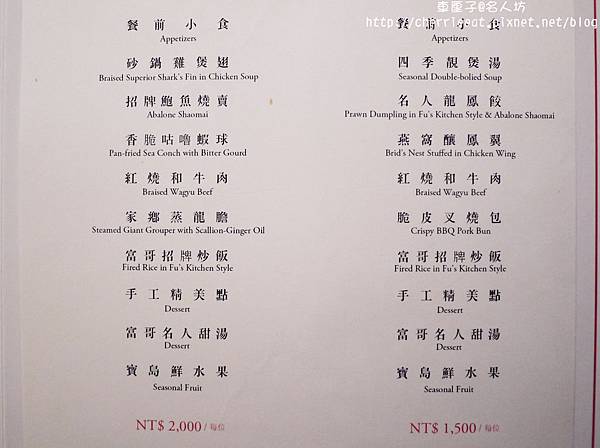 車厘子@名人坊
餐前小食
Appetizers
砂鍋雞煲翅
Braised Superior Shark's Fin in Chicken Soup
招牌鮑魚燒賣
Abalone Shaomai
香脆咕嚕蝦球
Pan-fried Sea Conch with Bitter Gourd
紅燒和牛肉
Braised Wagyu Beef
家鄉蒸龍膽
Steamed Giant Grouper with Scallion-Ginger Oil
富哥招牌炒飯
Fired Rice in Fu's Kitchen Style
手工精美點
Dessert
富哥名人甜湯
Dessert
寶島鮮水果
Seasonal Fruit
NT$ 2,000 / 每位
餐前小食
Appetizers
四季靚煲湯
Seasonal Double-bolied Soup
名人龍鳳餃
Prawn Dumpling in Fu's Kitchen Style & Abalone Shaomai
燕窩釀鳳翼
Brid's Nest Stuffed in Chicken Wing
紅燒和牛肉
Braised Wagyu Beef
脆皮叉燒包
Crispy BBQ Pork Bun
富哥招牌炒飯
Fired Rice in Fu's Kitchen Style
手工精美點
Dessert
富哥名人甜湯
Dessert
寶島鮮水果
Seasonal Fruit
NT$ 1,500 / 每位